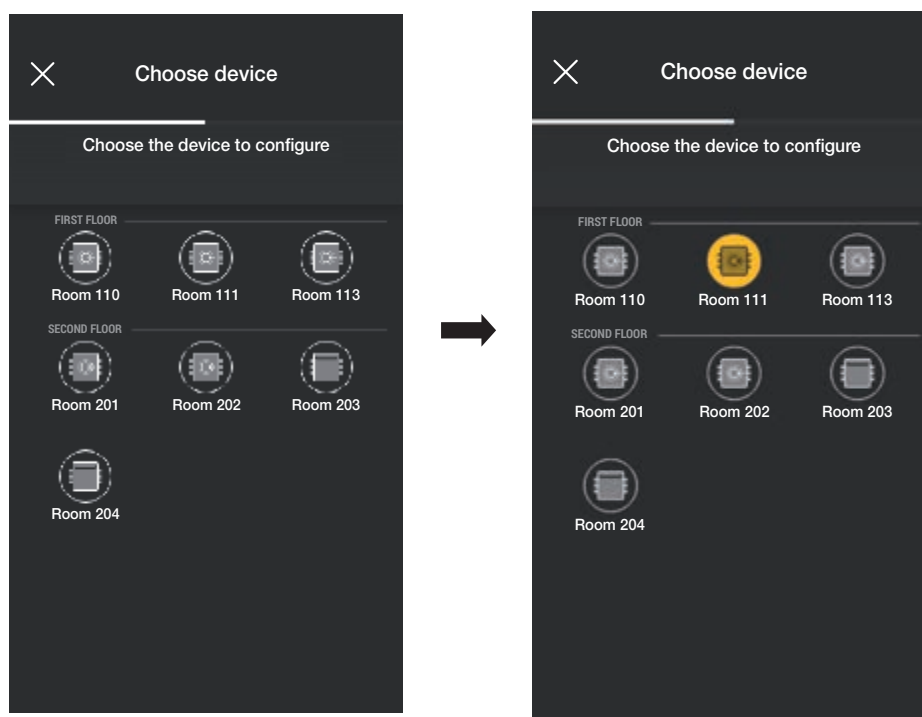 Choose device
Choose the device to configure
FIRST FLOOR
Room 110 Room 111 Room 113
SECOND FLOOR
Room 201 Room 202 Room 203
Room 204
Choose device
Choose the device to configure
FIRST FLOOR
Room 110 Room 111 Room 113
SECOND FLOOR
Room 201 Room 202 Room 203
Room 204